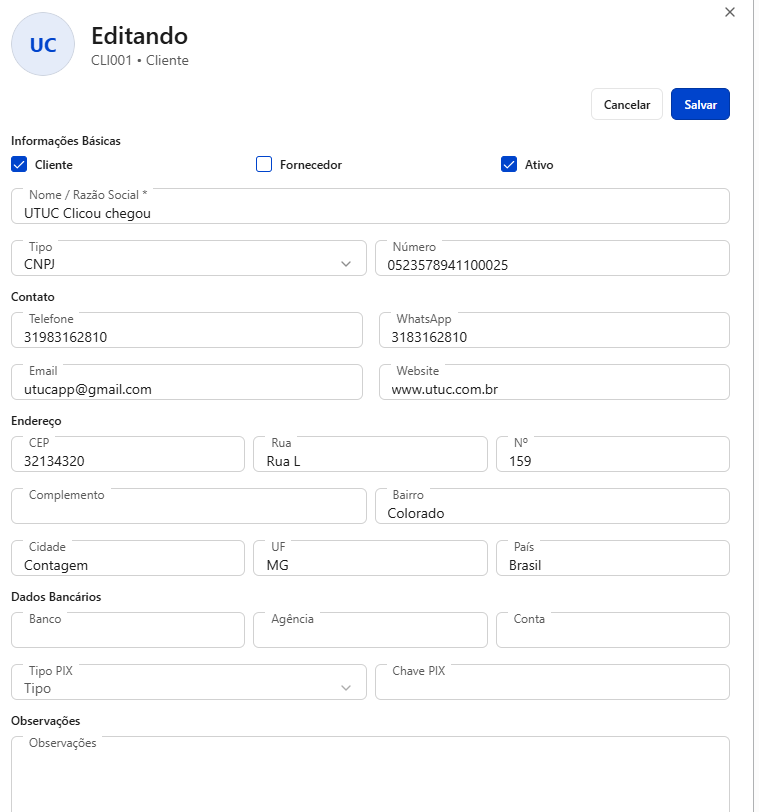 UC
Editando
CLI001 • Cliente
Cancelar
Salvar
Informações Básicas
Cliente
Fornecedor
Ativo
Nome / Razão Social *
UTUC Clicou chegou
Tipo
CNPJ
Número
0523578941100025
Contato
Telefone
31983162810
WhatsApp
3183162810
Email
utucapp@gmail.com
Website
www.utuc.com.br
Endereço
CEP
32134320
Rua
Rua L
Nº
159
Complemento
Bairro
Colorado
Cidade
Contagem
UF
MG
País
Brasil
Dados Bancários
Banco
Agência
Conta
Tipo PIX
Tipo
Chave PIX
Observações
Observações